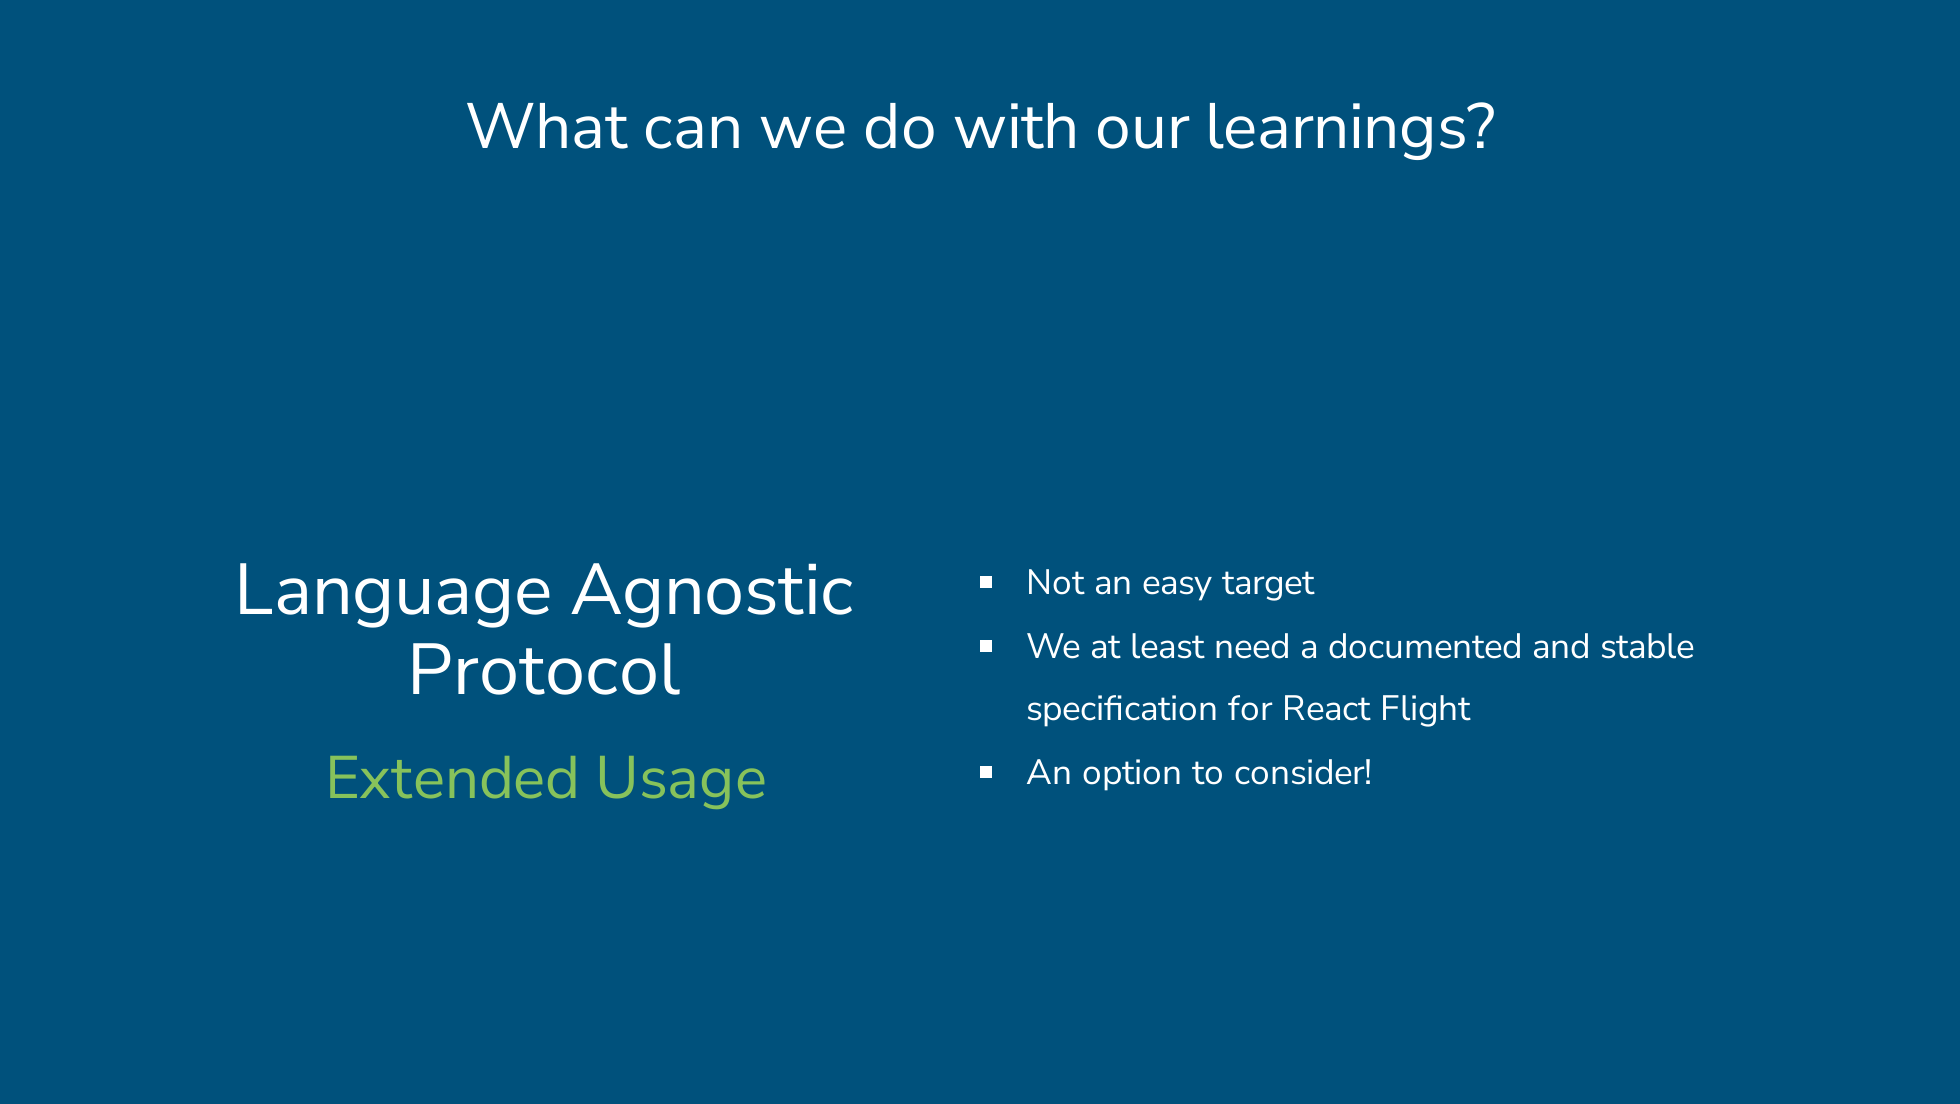 What can we do with our learnings?
Language Agnostic
Protocol
Extended Usage
Not an easy target
We at least need a documented and stable
specification for React Flight
An option to consider!